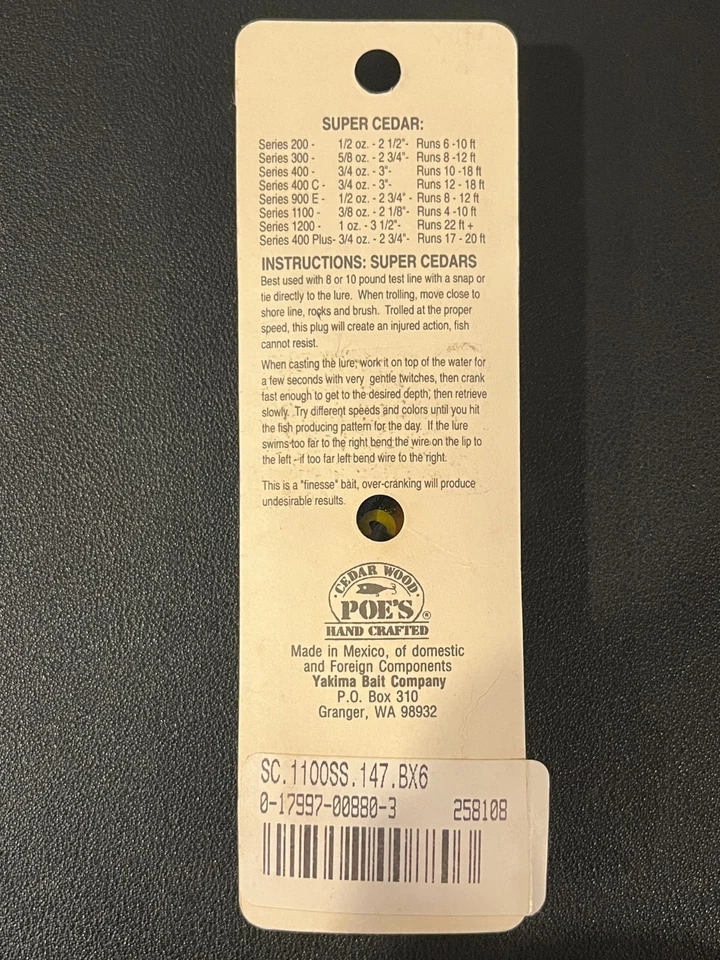 SUPER CEDAR:
Series 200 - 1/2 oz. - 2 1/2"- Runs 6 -10 ft
Series 300 - 5/8 oz. - 2 3/4"- Runs 8 -12 ft
Series 400 - 3/4 oz. - 3"- Runs 10 -18 ft
Series 400 C - 3/4 oz. - 3"- Runs 12 - 18 ft
Series 900 E - 1/2 oz. - 2 3/4" - Runs 8 - 12 ft
Series 1100 - 3/8 oz. - 2 1/8"- Runs 4 -10 ft
Series 1200 - 1 oz. - 3 1/2"- Runs 22 ft +
Series 400 Plus- 3/4 oz. - 2 3/4"- Runs 17 - 20 ft
INSTRUCTIONS: SUPER CEDARS
Best used with 8 or 10 pound test line with a snap or
tie directly to the lure. When trolling, move close to
shore line, rocks and brush. Trolled at the proper
speed, this plug will create an injured action, fish
cannot resist.
When casting the lure, work it on top of the water for
a few seconds with very gentle twitches, then crank
fast enough to get to the desired depth, then retrieve
slowly. Try different speeds and colors until you hit
the fish producing pattern for the day. If the lure
swims too far to the right bend the wire on the lip to
the left - if too far left bend wire to the right.
This is a "finesse" bait, over-cranking will produce
undesirable results.
CEDAR WOOD
POE'S ®
HAND CRAFTED
Made in Mexico, of domestic
and Foreign Components
Yakima Bait Company
P.O. Box 310
Granger, WA 98932
SC.1100SS.147.BX6
0-17997-00880-3 258108